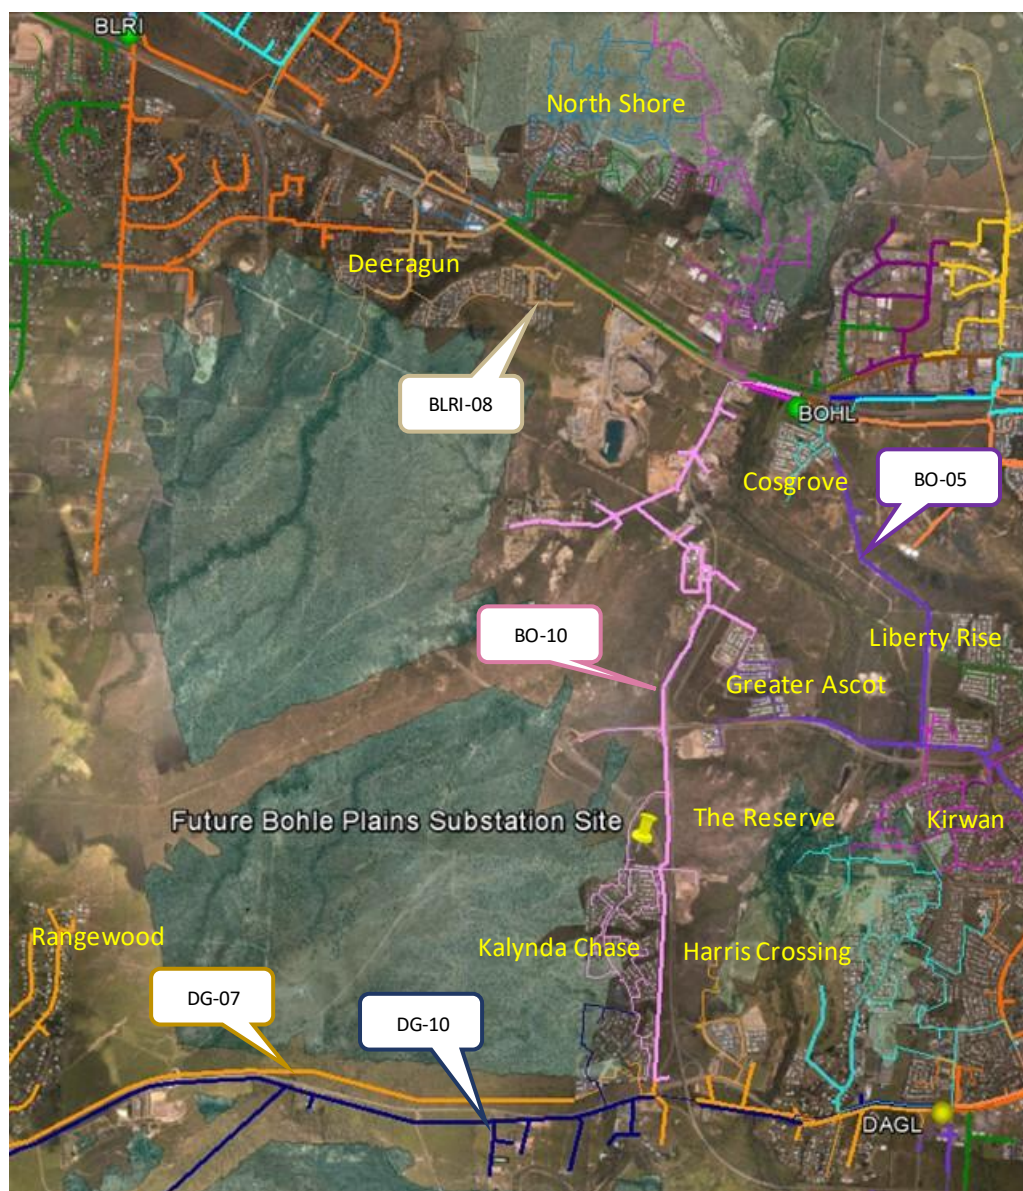 BLRI
North Shore
Deeragun
BLRI-08
BOHL
Cosgrove
BO-05
BO-10
Liberty Rise
Greater Ascot
Future Bohle Plains Substation Site
The Reserve
Kirwan
Rangewood
Kalynda Chase
Harris Crossing
DG-07
DG-10
DAGL